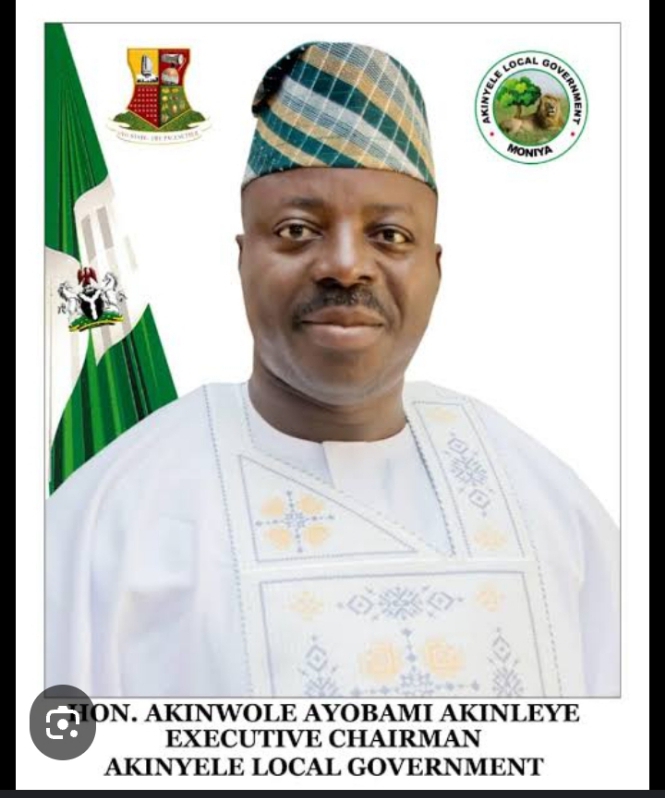 AKINYELE LOCAL GOVERNMENT
MONIYA
HON. AKINWOLE AYOBAMI AKINLEYE
EXECUTIVE CHAIRMAN
AKINYELE LOCAL GOVERNMENT